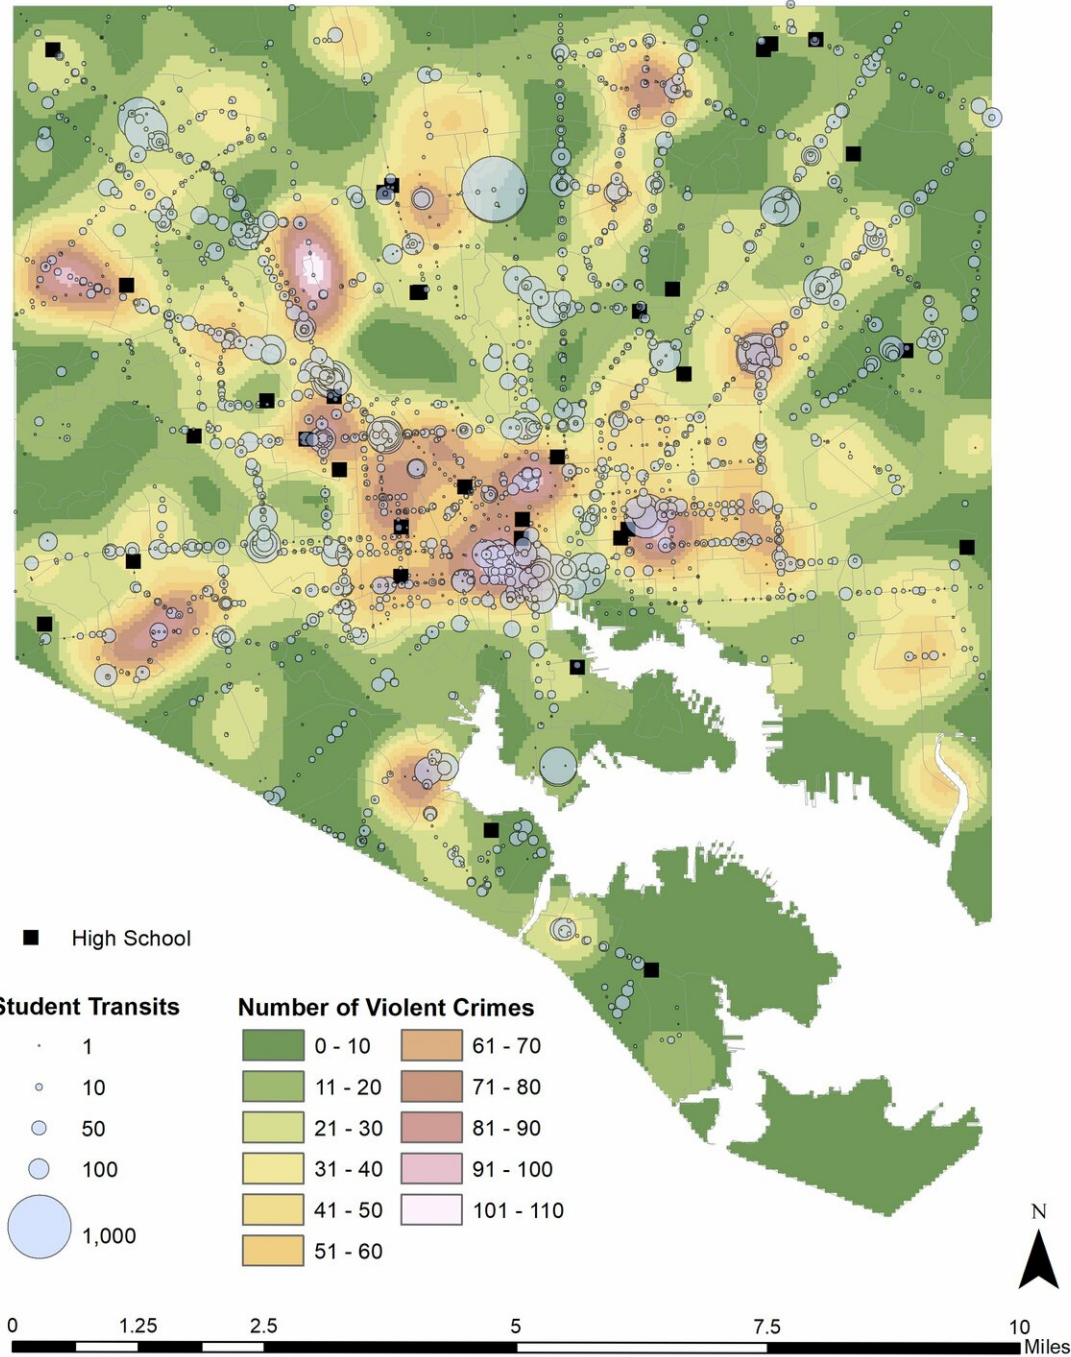 High School
Student Transits
1
10
50
100
1,000
Number of Violent Crimes
0 - 10
11 - 20
21 - 30
31 - 40
41 - 50
51 - 60
61 - 70
71 - 80
81 - 90
91 - 100
101 - 110
N
0 1.25 2.5 5 7.5 10
Miles